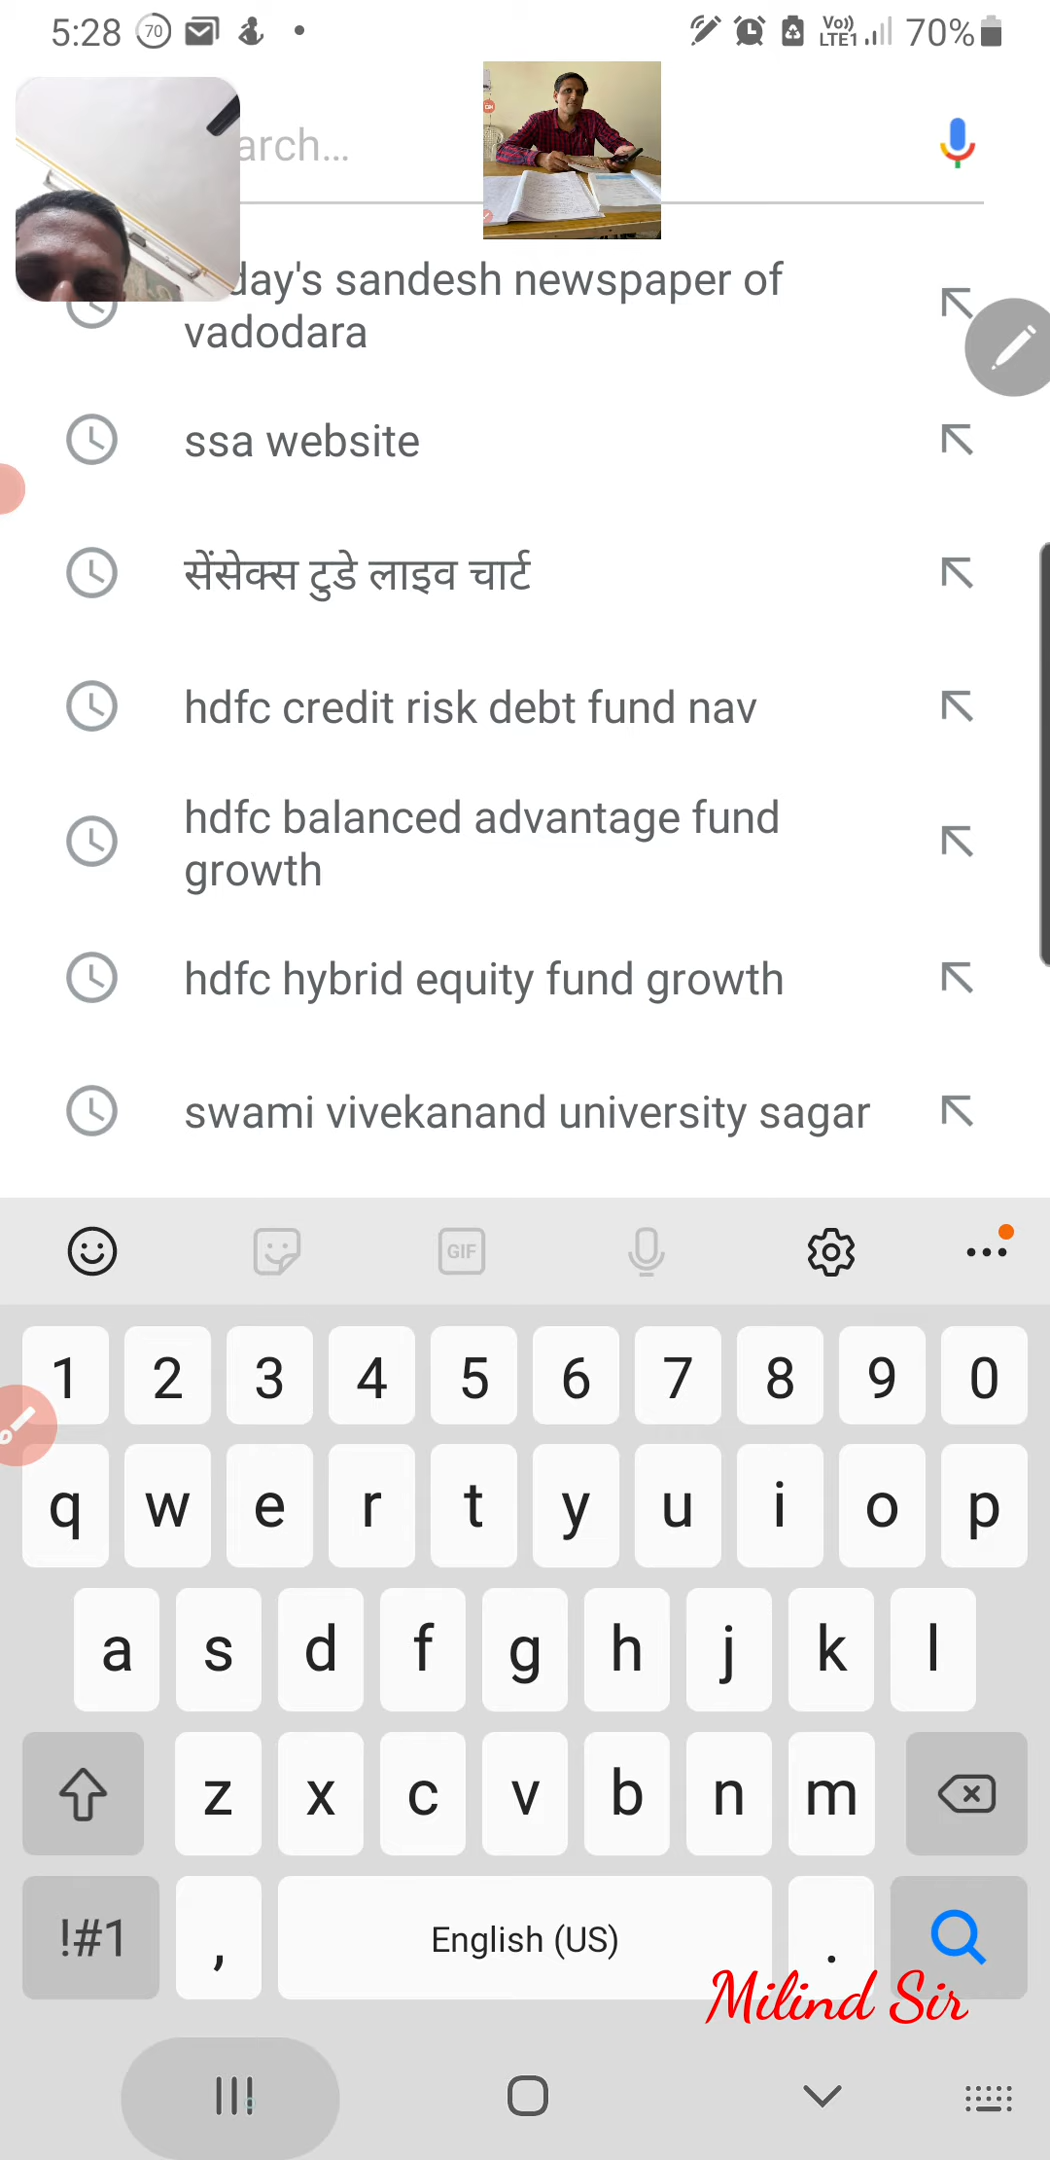 5:28 70 Vo)) LTE1 70%
arch...
day's sandesh newspaper of
vadodara
ssa website
सेंसेक्स टुडे लाइव चार्ट
hdfc credit risk debt fund nav
hdfc balanced advantage fund
growth
hdfc hybrid equity fund growth
swami vivekanand university sagar
GIF
1 2 3 4 5 6 7 8 9 0
q w e r t y u i o p
a s d f g h j k l
z x c v b n m
!#1 , English (US) .
Milind Sir